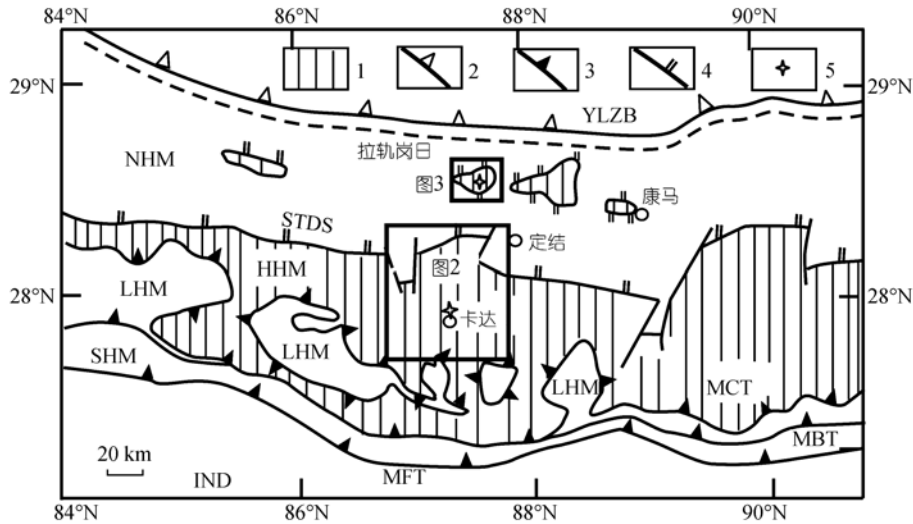 84°N 86°N 88°N 90°N
1 2 3 4 5
29°N 29°N
YLZB
拉轨岗日
NHM
图3
康马
STDS
定结
HHM
图2
LHM
28°N 28°N
卡达
LHM
SHM
LHM
MCT
MBT
20 km
IND
MFT
84°N 86°N 88°N 90°N